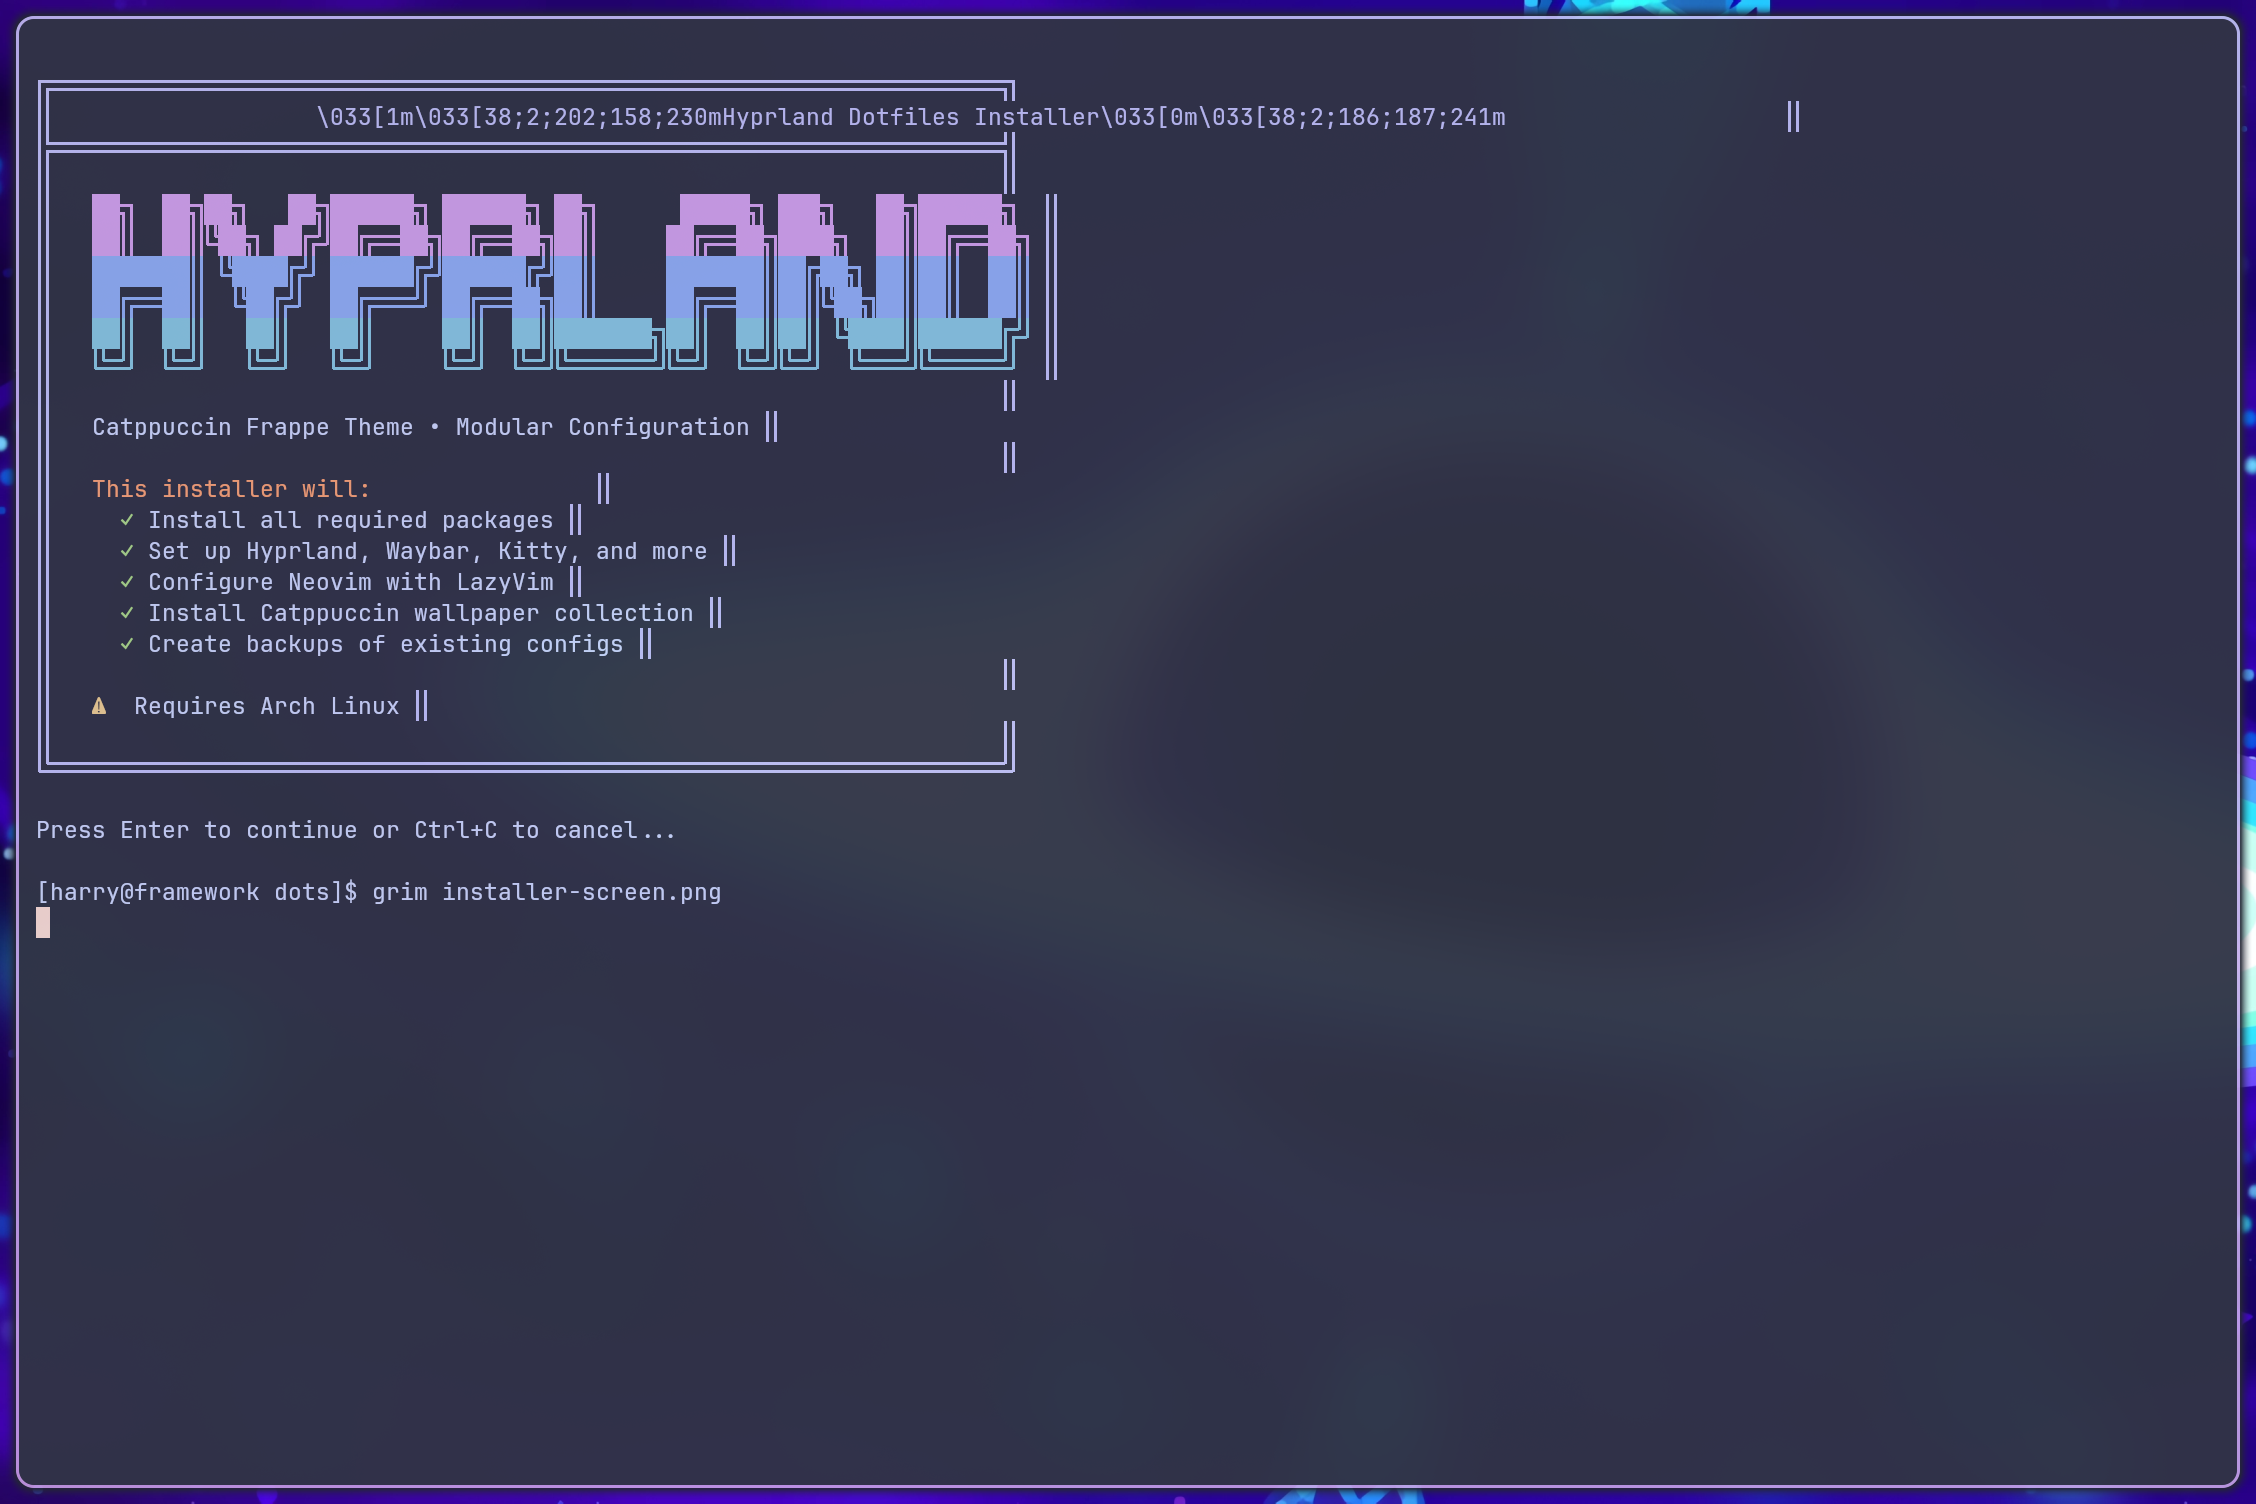 \033[1m\033[38;2;202;158;230mHyprland Dotfiles Installer\033[0m\033[38;2;186;187;241m
HYPRLAND
Catppuccin Frappe Theme • Modular Configuration
This installer will:
✓ Install all required packages
✓ Set up Hyprland, Waybar, Kitty, and more
✓ Configure Neovim with LazyVim
✓ Install Catppuccin wallpaper collection
✓ Create backups of existing configs
⚠ Requires Arch Linux
Press Enter to continue or Ctrl+C to cancel...
[harry@framework dots]$ grim installer-screen.png